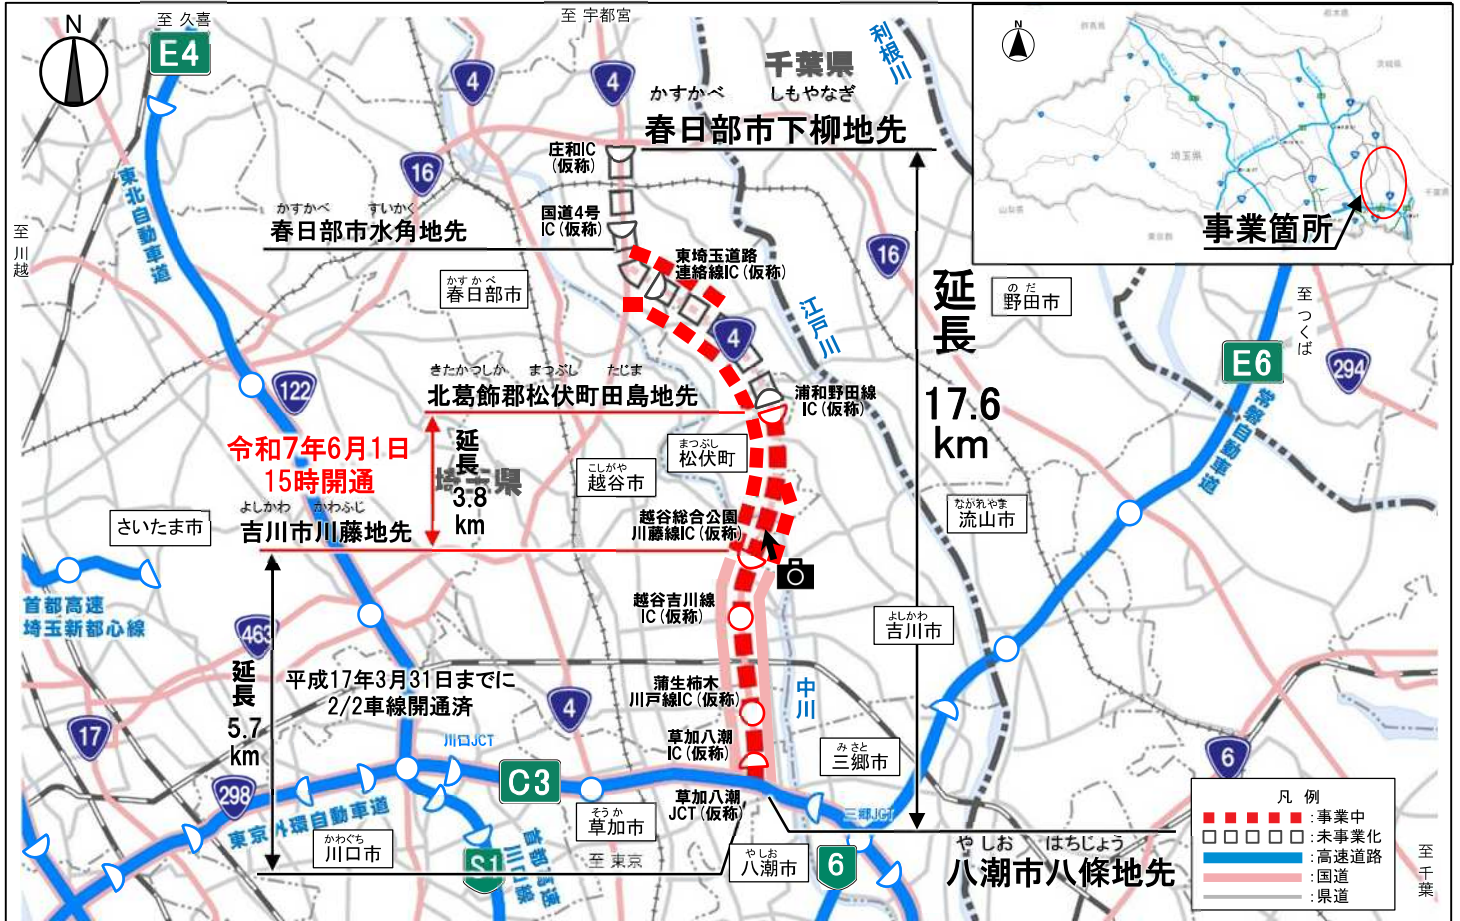 至 久喜
至 宇都宮
N
E4
4
4
千葉県
利根川
かすかべ しもやなぎ
春日部市下柳地先
庄和IC
(仮称)
16
東北自動車道
国道4号
IC(仮称)
かすかべ すいかく
春日部市水角地先
至 川越
東埼玉道路
連絡線IC(仮称)
16
かすかべ
春日部市
江戸川
4
延長
17.6
km
のだ
野田市
至 つくば
E6
294
常磐自動車道
N
埼玉県
事業箇所
122
きたかつしか まつぶし たじま
北葛飾郡松伏町田島地先
浦和野田線
IC(仮称)
令和7年6月1日
15時開通
延長
3.8
km
埼玉県
まつぶし
松伏町
こしがや
越谷市
よしかわ かわふじ
吉川市川藤地先
さいたま市
越谷総合公園
川藤線IC(仮称)
ながれやま
流山市
首都高速
埼玉新都心線
463
越谷吉川線
IC(仮称)
よしかわ
吉川市
延長
5.7
km
平成17年3月31日までに
2/2車線開通済
4
蒲生柿木
川戸線IC(仮称)
中川
17
川口JCT
草加八潮
IC(仮称)
みさと
三郷市
6
298
C3
東京外環自動車道
そうか
草加市
草加八潮
JCT(仮称)
三郷JCT
かわぐち
川口市
S1
首都高速
川口線
至 東京
やしお
八潮市
6
やしお はちじょう
八潮市八條地先
凡 例
:事業中
:未事業化
:高速道路
:国道
:県道
至 千葉